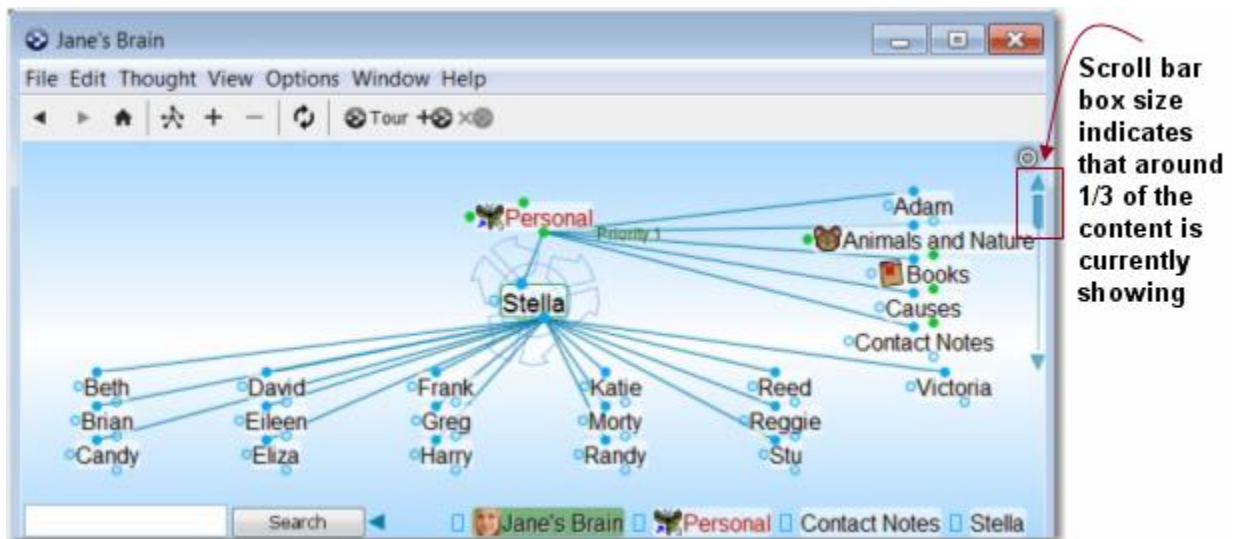 Jane's Brain
File Edit Thought View Options Window Help
Tour
Scroll bar
box size
indicates
that around
1/3 of the
content is
currently
showing
Personal
Priority 1
Adam
Animals and Nature
Books
Causes
Contact Notes
Stella
Beth David Frank Katie Reed Victoria
Brian Eileen Greg Morty Reggie
Candy Eliza Harry Randy Stu
Search Jane's Brain Personal Contact Notes Stella